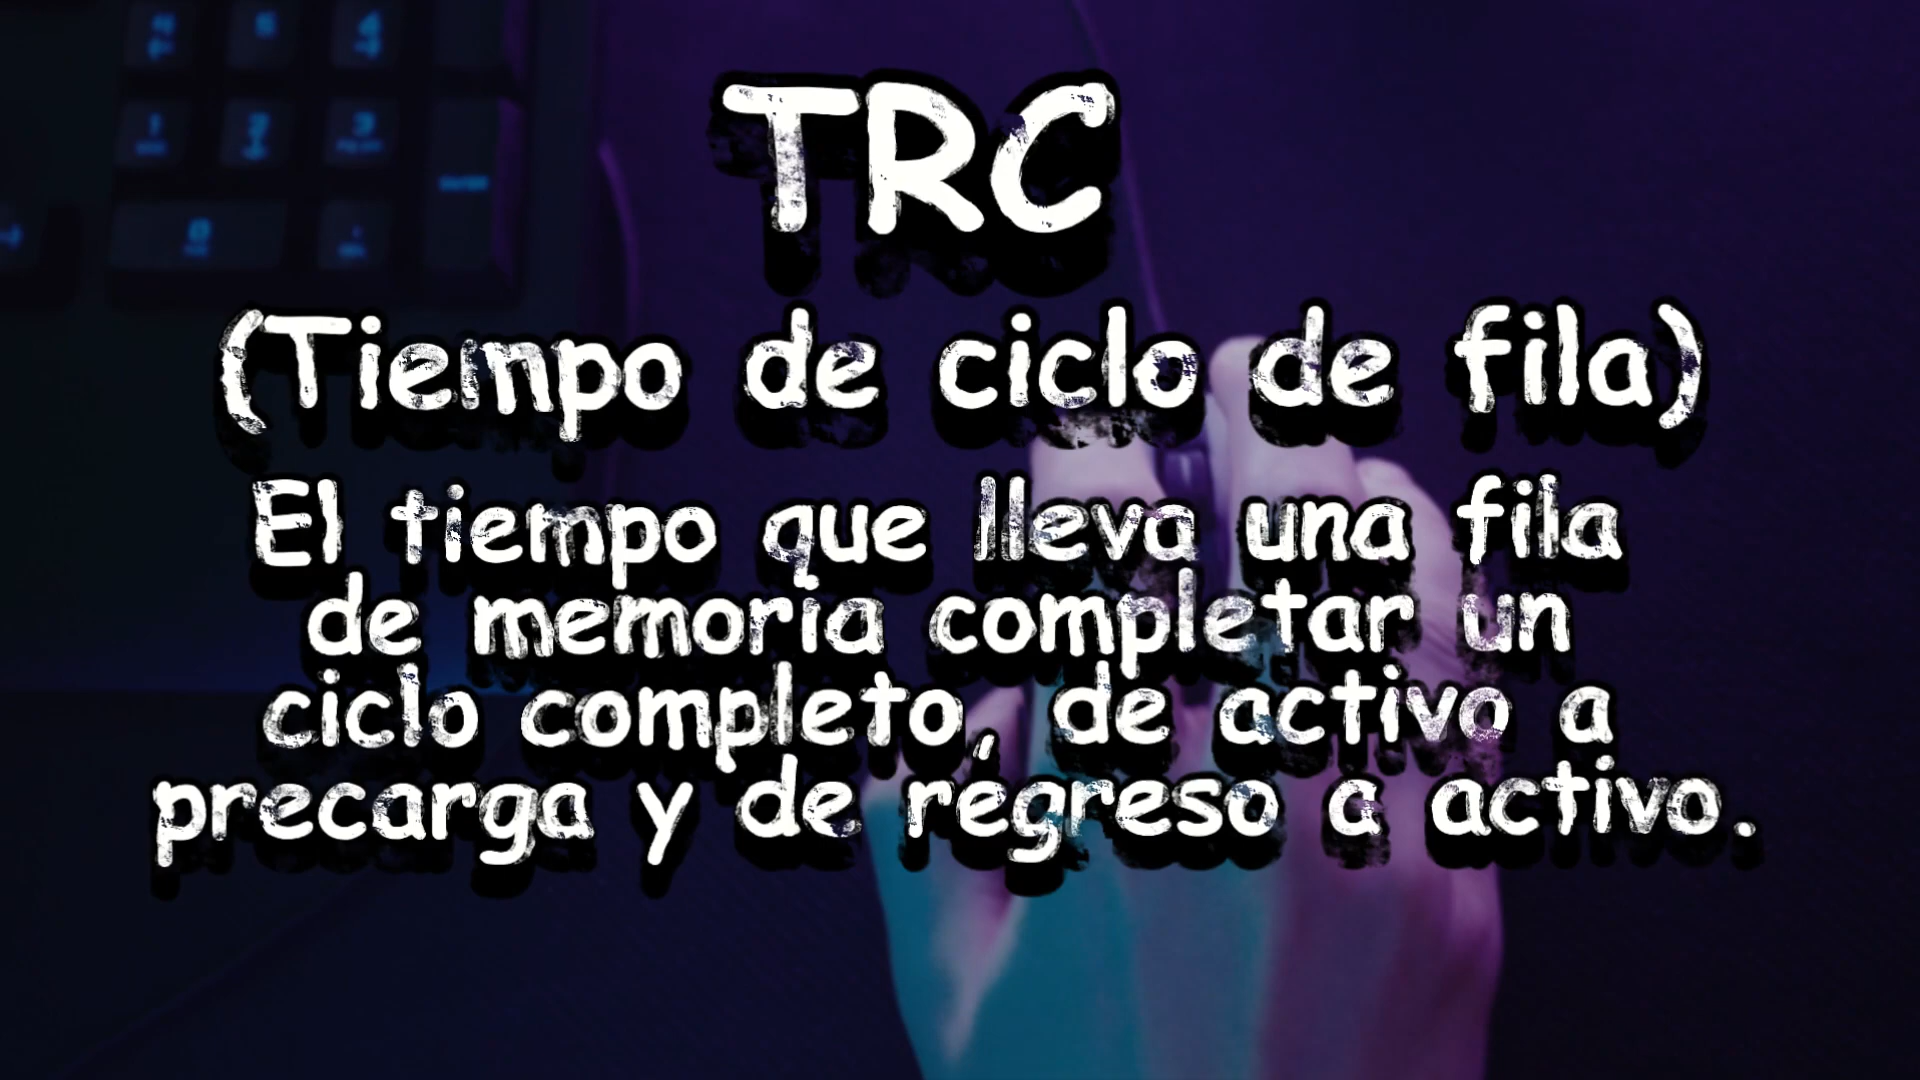 TRC
(Tiempo de ciclo de fila)
El tiempo que lleva una fila
de memoria completar un
ciclo completo, de activo a
precarga y de regreso a activo.